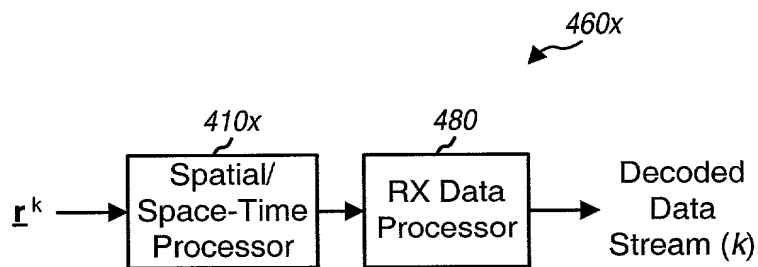 460x
410x
480
Spatial/
Space-Time
Processor
RX Data
Processor
r k
Decoded
Data
Stream (k)